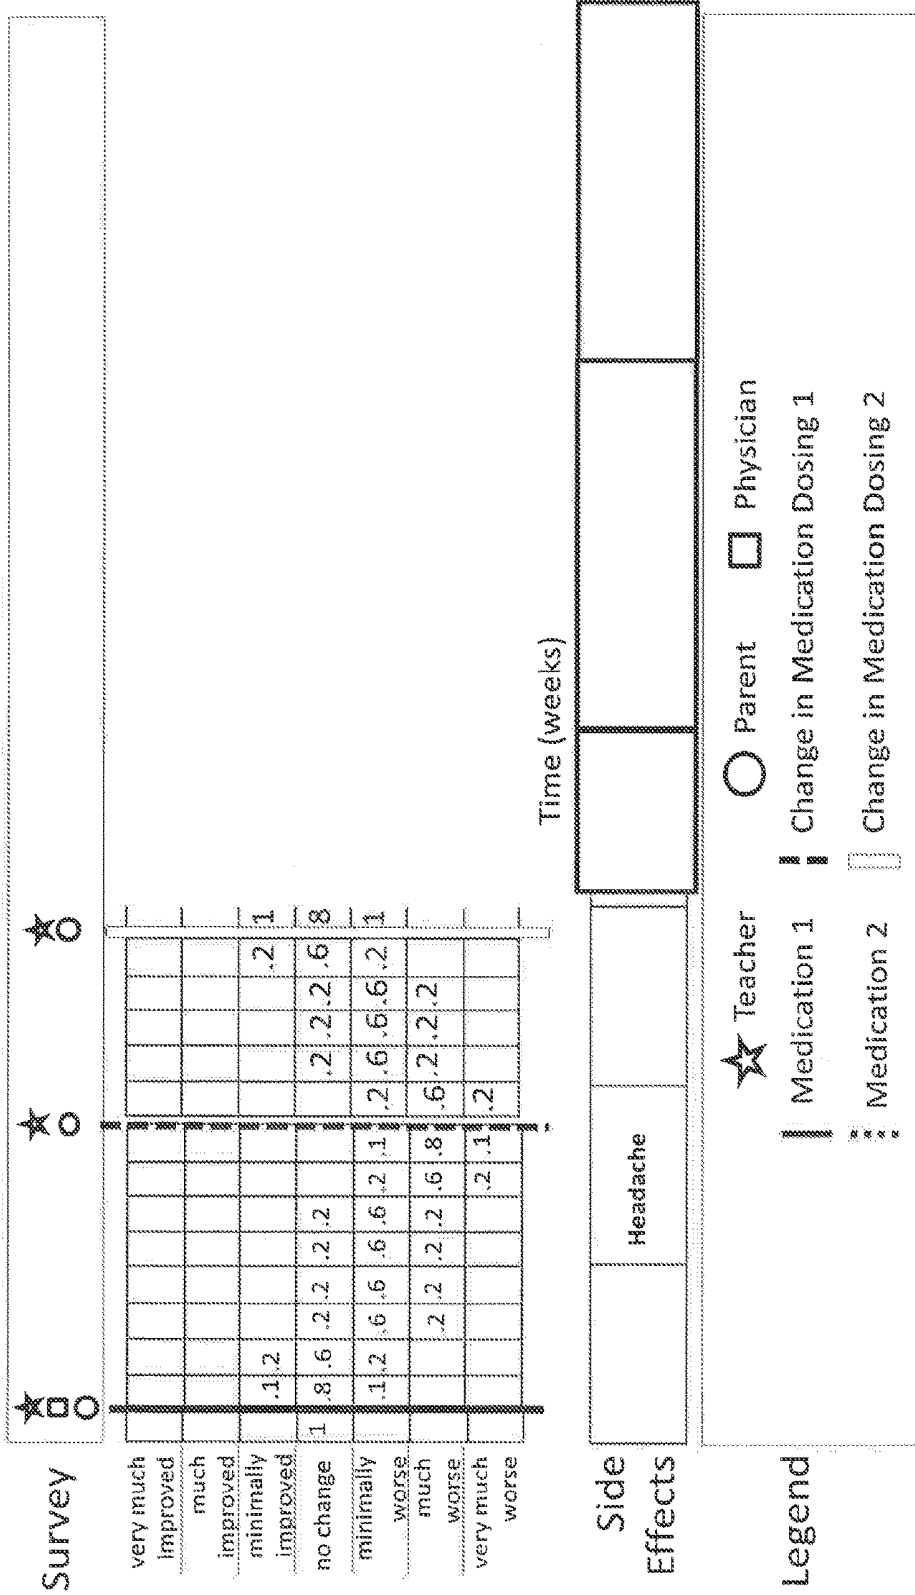 Survey
very much
improved
much
improved
minimally
improved .1 .2 .2 1
no change 1 .8 .6 .2 .2 .2 .2 .2 .2 .2 .6 8
minimally
worse .1 .2 .6 .6 .6 .6 .2 .1 .2 .6 .6 .6 .2 1
much
worse .2 .2 .2 .2 .6 .8 .6 .2 .2 .2
very much
worse .2 .1 .2
Time (weeks)
Side
Effects
Headache
Legend
Teacher Parent Physician
Medication 1 Change in Medication Dosing 1
Medication 2 Change in Medication Dosing 2